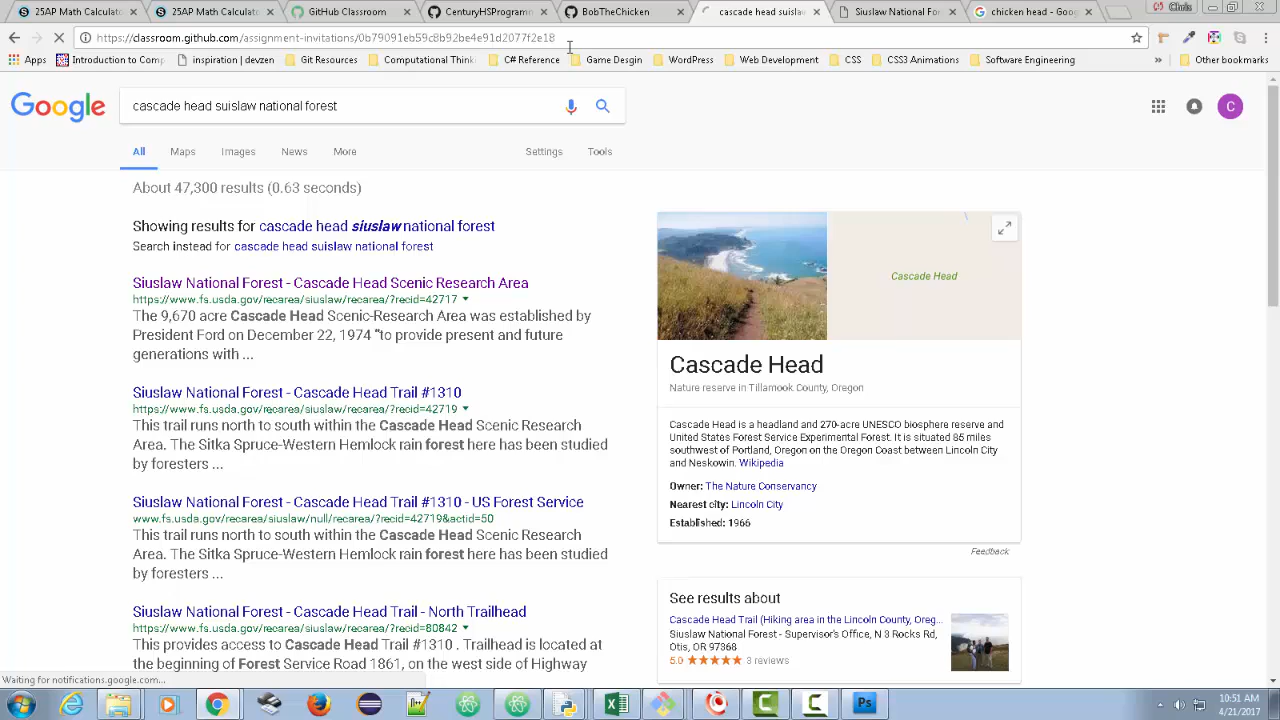 25AP Math Calculat
25AP Math Calculat
GitHub Classroom
CenturyHSProgramm
BobTheChicken
cascade head suislaw
Siuslaw National For
chicken head - Goog
Chris
https://classroom.github.com/assignment-invitations/0b79091eb59c8b92be4e91d2077f2e18
Apps
Introduction to Comp
inspiration | devzen
Git Resources
Computational Think
C# Reference
Game Desgin
WordPress
Web Development
CSS
CSS3 Animations
Software Engineering
»
Other bookmarks
Google
cascade head suislaw national forest
C
All
Maps
Images
News
More
Settings
Tools
About 47,300 results (0.63 seconds)
Showing results for cascade head siuslaw national forest
Search instead for cascade head suislaw national forest
Siuslaw National Forest - Cascade Head Scenic Research Area
https://www.fs.usda.gov/recarea/siuslaw/recarea/?recid=42717
The 9,670 acre Cascade Head Scenic-Research Area was established by
President Ford on December 22, 1974 "to provide present and future
generations with ...
Siuslaw National Forest - Cascade Head Trail #1310
https://www.fs.usda.gov/recarea/siuslaw/recarea/?recid=42719
This trail runs north to south within the Cascade Head Scenic Research
Area. The Sitka Spruce-Western Hemlock rain forest here has been studied
by foresters ...
Siuslaw National Forest - Cascade Head Trail #1310 - US Forest Service
www.fs.usda.gov/recarea/siuslaw/null/recarea/?recid=42719&actid=50
This trail runs north to south within the Cascade Head Scenic Research
Area. The Sitka Spruce-Western Hemlock rain forest here has been studied
by foresters ...
Siuslaw National Forest - Cascade Head Trail - North Trailhead
https://www.fs.usda.gov/recarea/siuslaw/recarea/?recid=80842
This provides access to Cascade Head Trail #1310 . Trailhead is located at
the beginning of Forest Service Road 1861, on the west side of Highway
Cascade Head
Cascade Head
Nature reserve in Tillamook County, Oregon
Cascade Head is a headland and 270-acre UNESCO biosphere reserve and
United States Forest Service Experimental Forest. It is situated 85 miles
southwest of Portland, Oregon on the Oregon Coast between Lincoln City
and Neskowin. Wikipedia
Owner: The Nature Conservancy
Nearest city: Lincoln City
Established: 1966
Feedback
See results about
Cascade Head Trail (Hiking area in the Lincoln County, Oreg...
Siuslaw National Forest - Supervisor's Office, N 3 Rocks Rd,
Otis, OR 97368
5.0 3 reviews
Waiting for notifications.google.com...
Ps
10:51 AM
4/21/2017